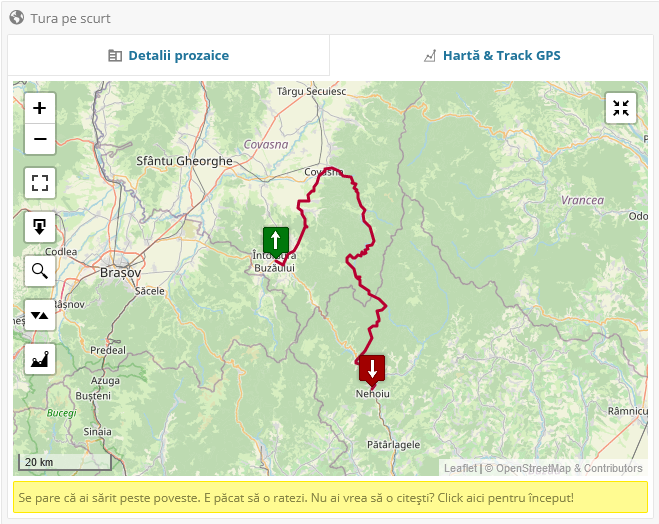 Tura pe scurt
Detalii prozaice
Hartă & Track GPS
Târgu Secuiesc
Covasna
Sfântu Gheorghe
Covasna
Vrancea
Întorsura
Buzăului
Codlea
Brașov
Săcele
Predeal
Azuga
Bușteni
Bucegi
Sinaia
Nehoiu
Pătârlagele
Râmnicu
+
−
20 km
Leaflet | © OpenStreetMap & Contributors
Se pare că ai sărit peste poveste. E păcat să o ratezi. Nu ai vrea să o citești? Click aici pentru început!